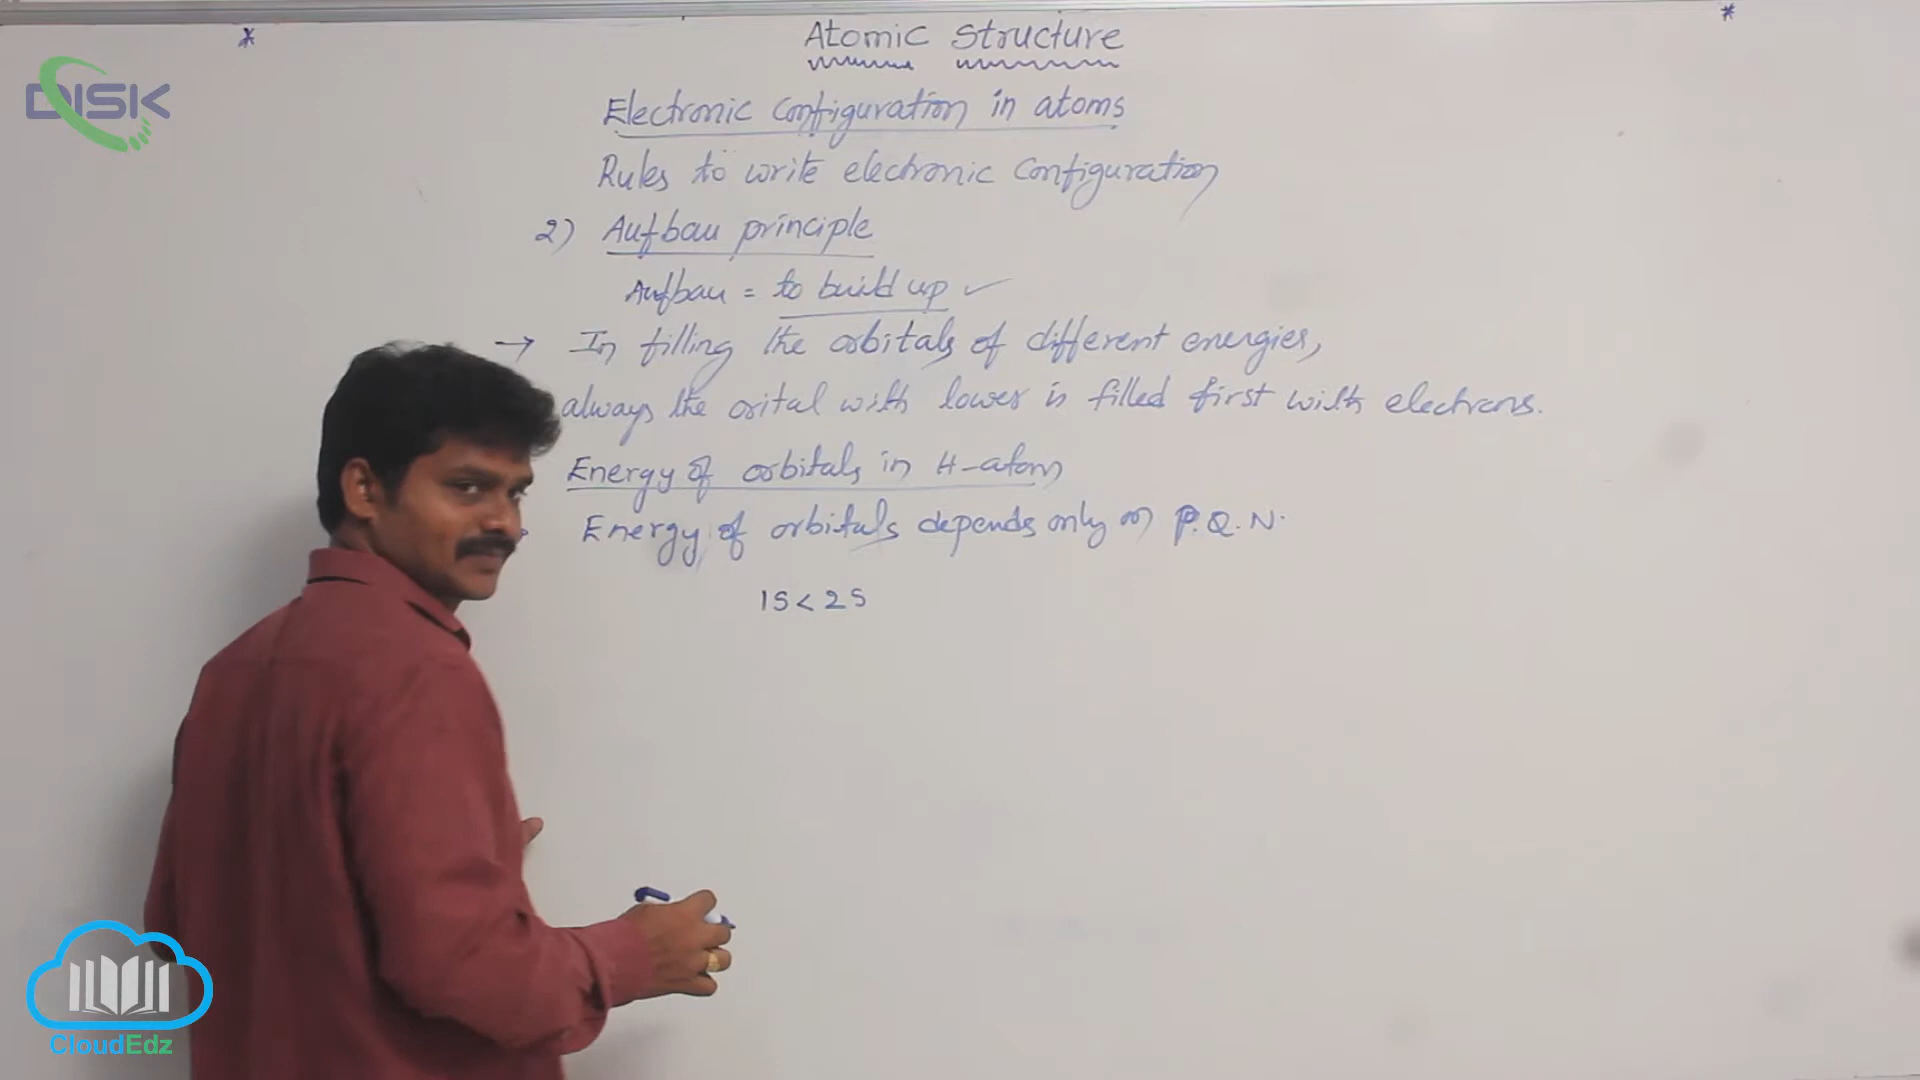 Atomic Structure
DISK
Electronic Configuration in atoms
Rules to write electronic Configuration
2) Aufbau principle
Aufbau = to build up ✓
→ In filling the orbitals of different energies,
always the orital with lower is filled first with electrons.
Energy of orbitals in H-atom
Energy of orbitals depends only on P.Q.N.
1S < 2S
CloudEdz